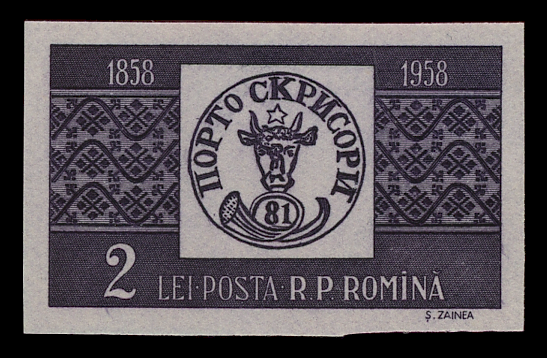 1858 1958
ПОРТО СКРИСОРИ
81
2 LEI·POSTA·R.P.ROMÎNĂ
Ş. ZAINEA